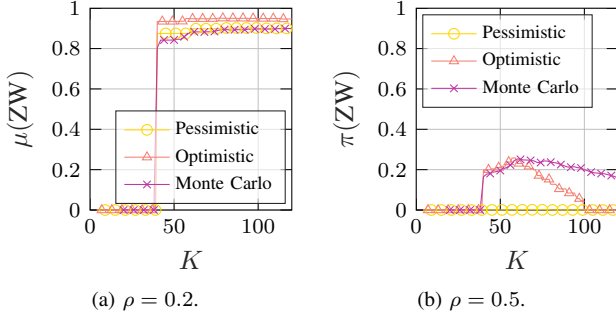 1
0.8
0.6
0.4
0.2
0
μ(ZW)
Pessimistic
Optimistic
Monte Carlo
0 50 100
K
(a) ρ = 0.2.
1
0.8
0.6
0.4
0.2
0
π(ZW)
Pessimistic
Optimistic
Monte Carlo
0 50 100
K
(b) ρ = 0.5.